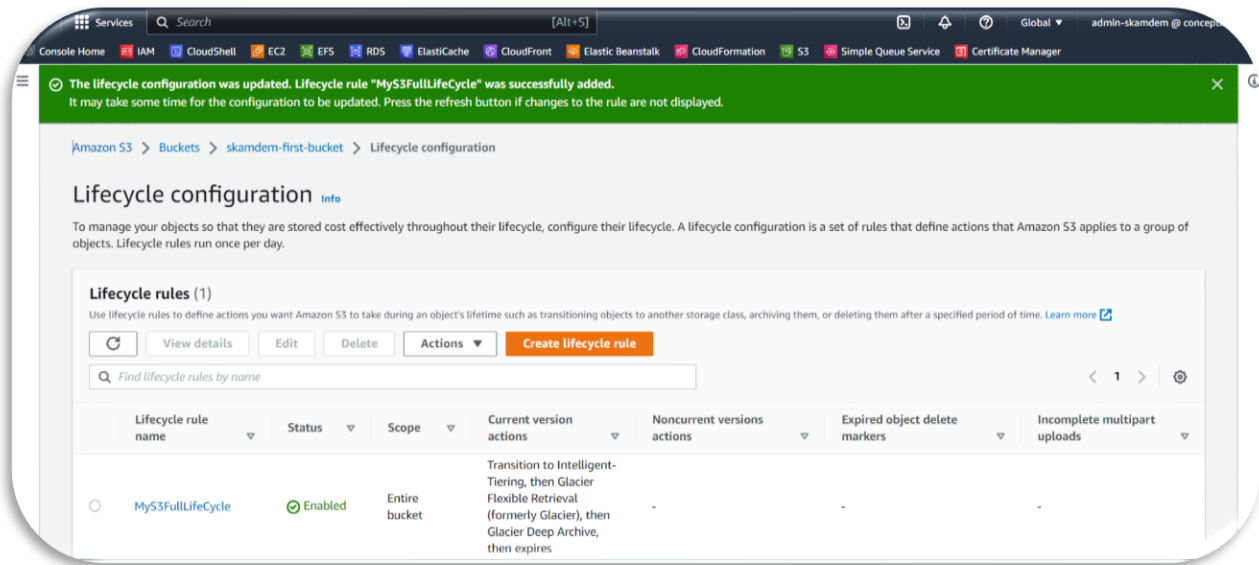 Services
Search
[Alt+S]
Global ▼
admin-skamdem @ concept
Console Home IAM CloudShell EC2 EFS RDS ElastiCache CloudFront Elastic Beanstalk CloudFormation S3 Simple Queue Service Certificate Manager
The lifecycle configuration was updated. Lifecycle rule "MyS3FullLifeCycle" was successfully added.
It may take some time for the configuration to be updated. Press the refresh button if changes to the rule are not displayed.
Amazon S3 > Buckets > skamdem-first-bucket > Lifecycle configuration
Lifecycle configuration Info
To manage your objects so that they are stored cost effectively throughout their lifecycle, configure their lifecycle. A lifecycle configuration is a set of rules that define actions that Amazon S3 applies to a group of
objects. Lifecycle rules run once per day.
Lifecycle rules (1)
Use lifecycle rules to define actions you want Amazon S3 to take during an object's lifetime such as transitioning objects to another storage class, archiving them, or deleting them after a specified period of time. Learn more
View details Edit Delete Actions ▼ Create lifecycle rule
Find lifecycle rules by name
< 1 >
Lifecycle rule
name
Status
Scope
Current version
actions
Noncurrent versions
actions
Expired object delete
markers
Incomplete multipart
uploads
MyS3FullLifeCycle
Enabled
Entire
bucket
Transition to Intelligent-
Tiering, then Glacier
Flexible Retrieval
(formerly Glacier), then
Glacier Deep Archive,
then expires
-
-
-